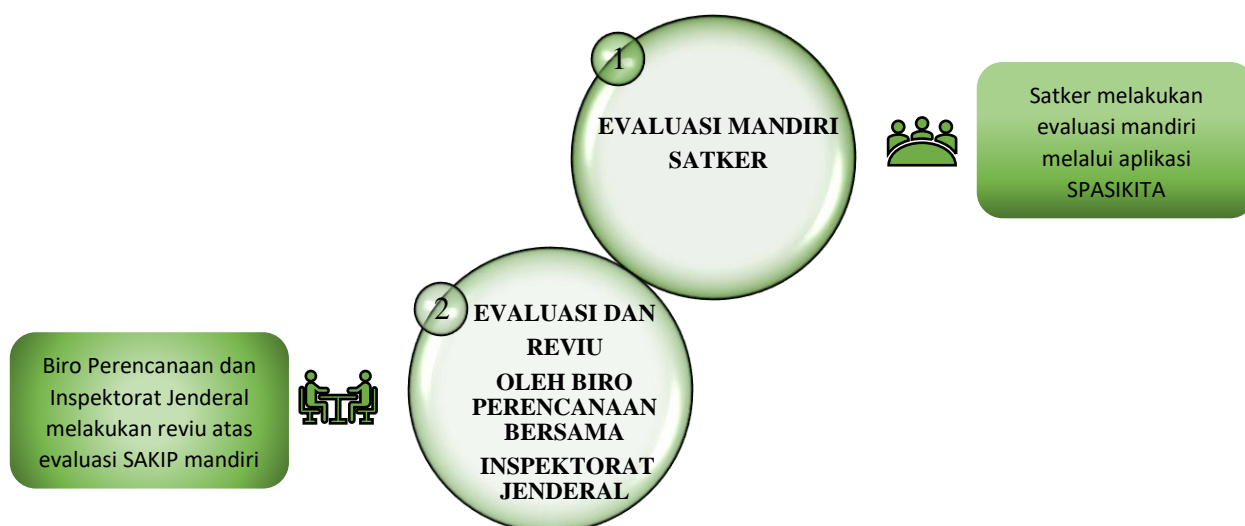 1
EVALUASI MANDIRI
SATKER
Satker melakukan
evaluasi mandiri
melalui aplikasi
SPASIKITA
2
EVALUASI DAN
REVIU
OLEH BIRO
PERENCANAAN
BERSAMA
INSPEKTORAT
JENDERAL
Biro Perencanaan dan
Inspektorat Jenderal
melakukan reviu atas
evaluasi SAKIP mandiri